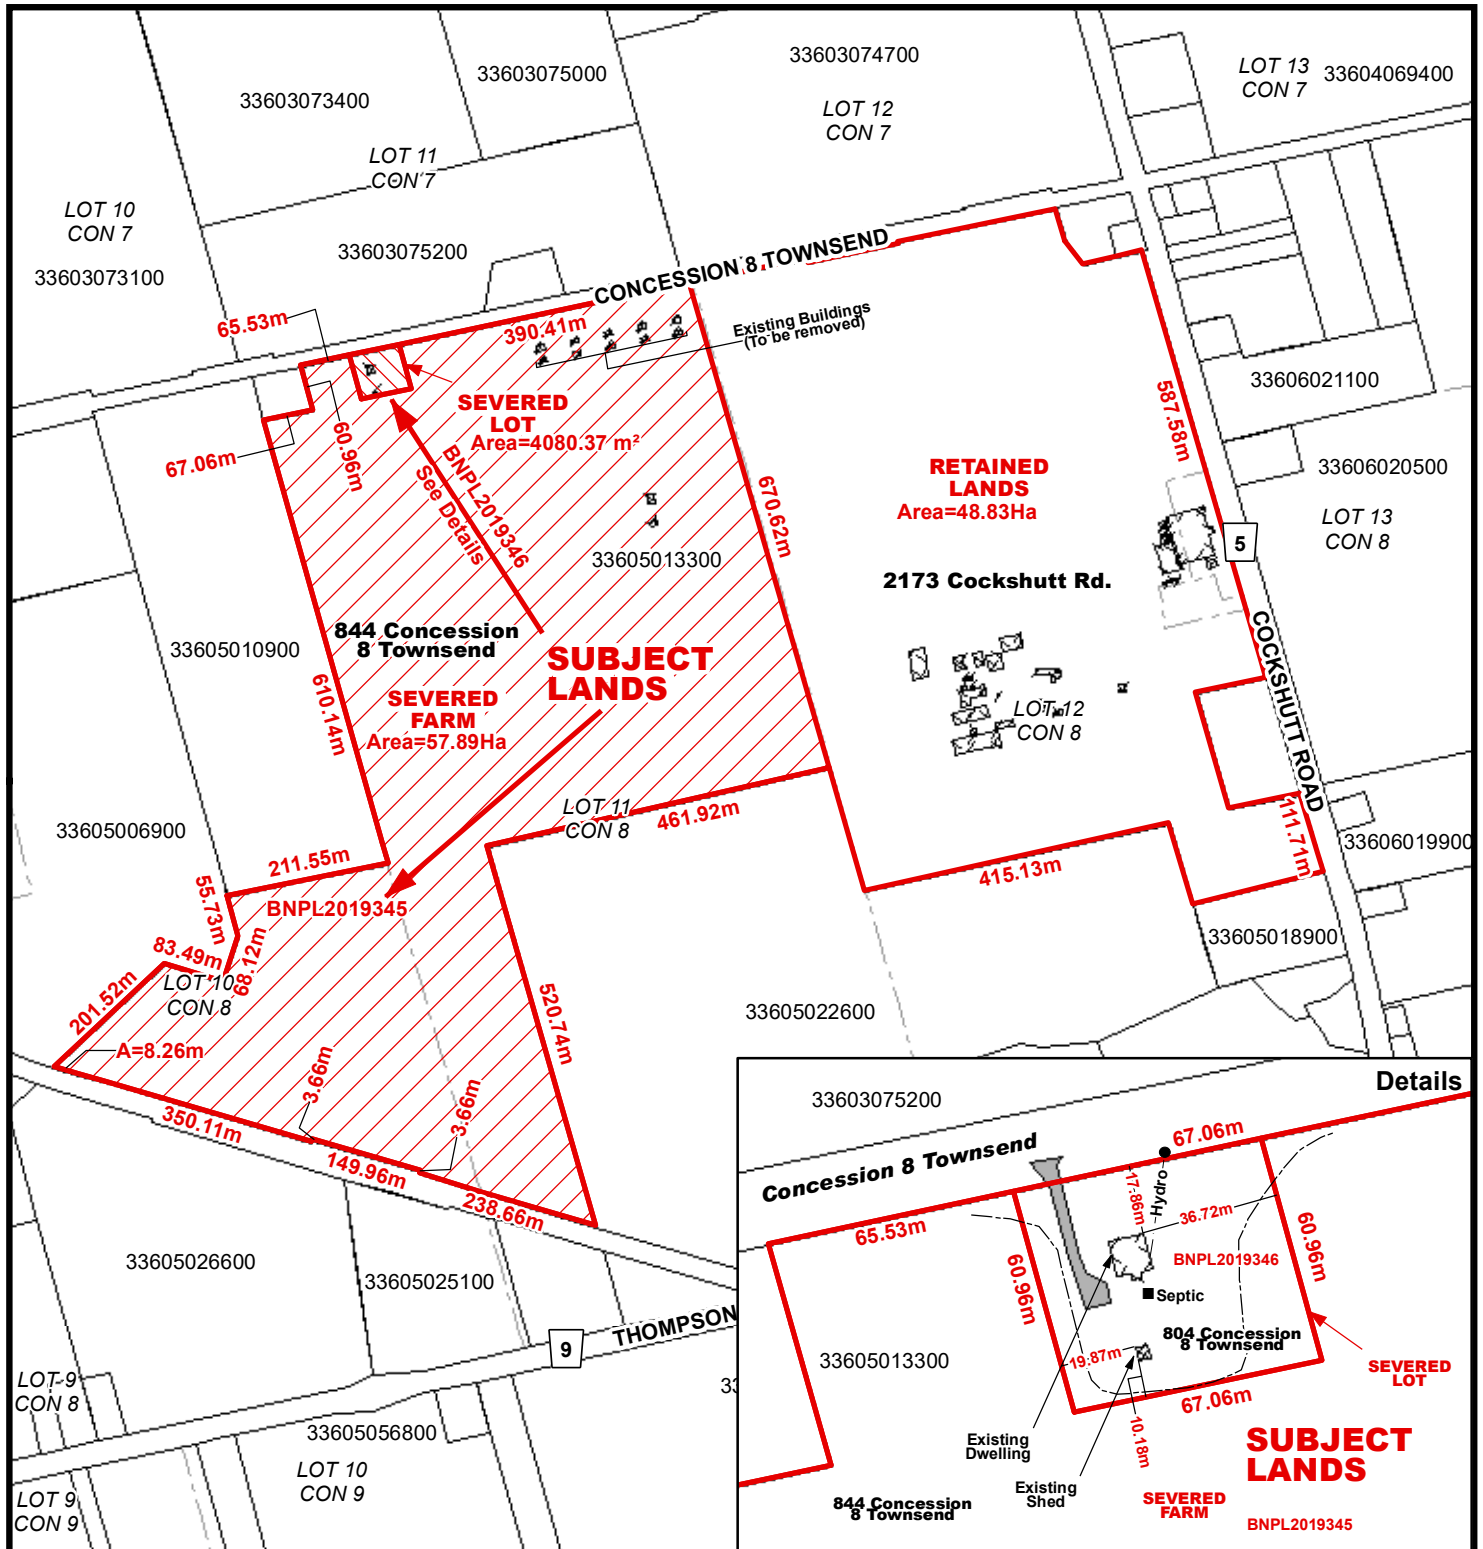 33603074700
33603075000
LOT 13
CON 7
33604069400
33603073400
LOT 12
CON 7
LOT 11
CON 7
LOT 10
CON 7
33603075200
33603073100
CONCESSION 8 TOWNSEND
65.53m
390.41m
Existing Buildings
(To be removed)
33606021100
587.58m
SEVERED
LOT
Area=4080.37 m²
67.06m
60.96m
BNPL2019346
See Details
670.62m
RETAINED
LANDS
Area=48.83Ha
33606020500
LOT 13
CON 8
5
33605013300
2173 Cockshutt Rd.
844 Concession
8 Townsend
33605010900
SUBJECT
LANDS
COCKSHUTT ROAD
610.14m
SEVERED
FARM
Area=57.89Ha
LOT 12
CON 8
LOT 11
CON 8
461.92m
33605006900
111.71m
33606019900
211.55m
415.13m
55.73m
BNPL2019345
33605018900
83.49m
68.12m
LOT 10
CON 8
201.52m
520.74m
33605022600
A=8.26m
3.66m
3.66m
350.11m
149.96m
238.66m
33605026600
33605025100
THOMPSON
9
33
LOT 9
CON 8
33605056800
LOT 10
CON 9
LOT 9
CON 9
Details
33603075200
Concession 8 Townsend
67.06m
Hydro
17.86m
36.72m
65.53m
60.96m
60.96m
BNPL2019346
Septic
804 Concession
8 Townsend
33605013300
19.87m
SEVERED
LOT
67.06m
10.18m
Existing
Dwelling
Existing
Shed
SUBJECT
LANDS
844 Concession
8 Townsend
SEVERED
FARM
BNPL2019345